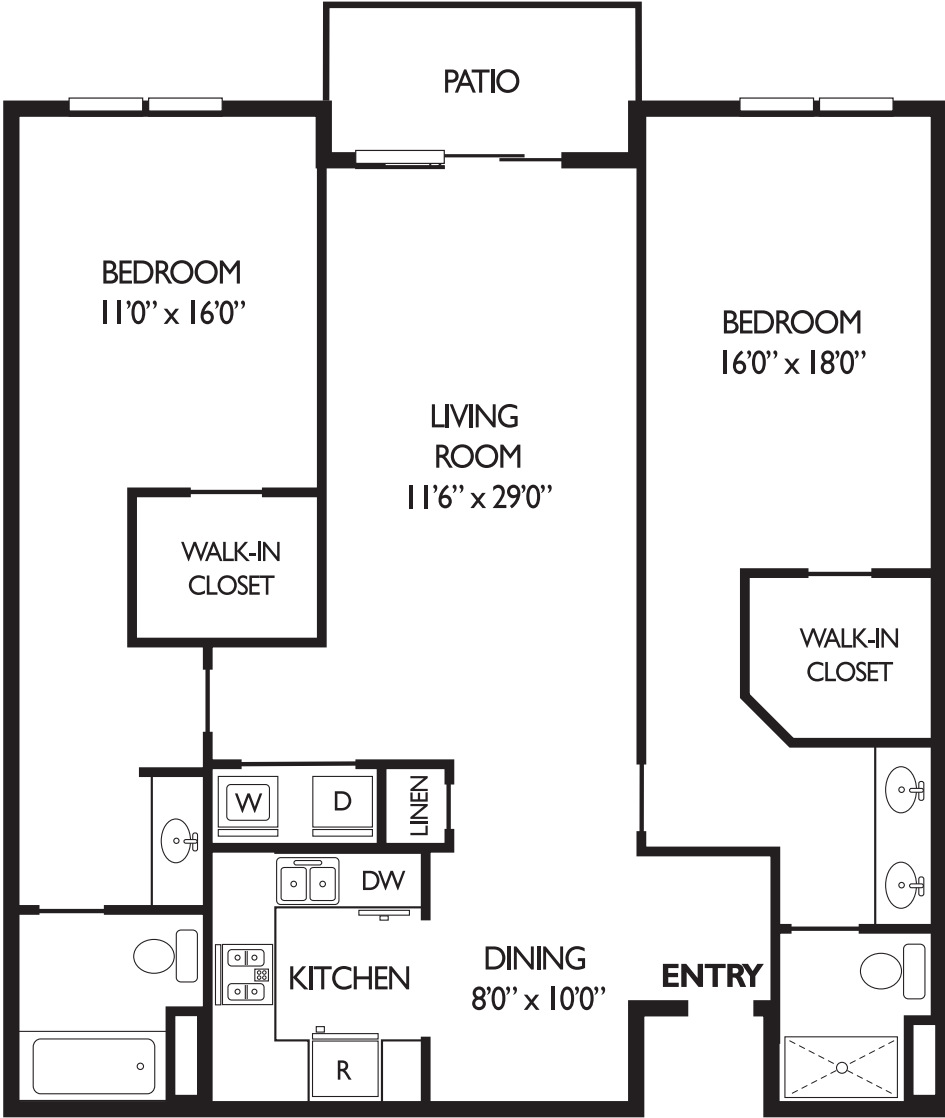 PATIO
BEDROOM
11'0” x 16'0”
BEDROOM
16'0” x 18'0”
LIVING
ROOM
11'6” x 29'0”
WALK-IN
CLOSET
WALK-IN
CLOSET
W
D
LINEN
DW
KITCHEN
DINING
8'0” x 10'0”
ENTRY
R